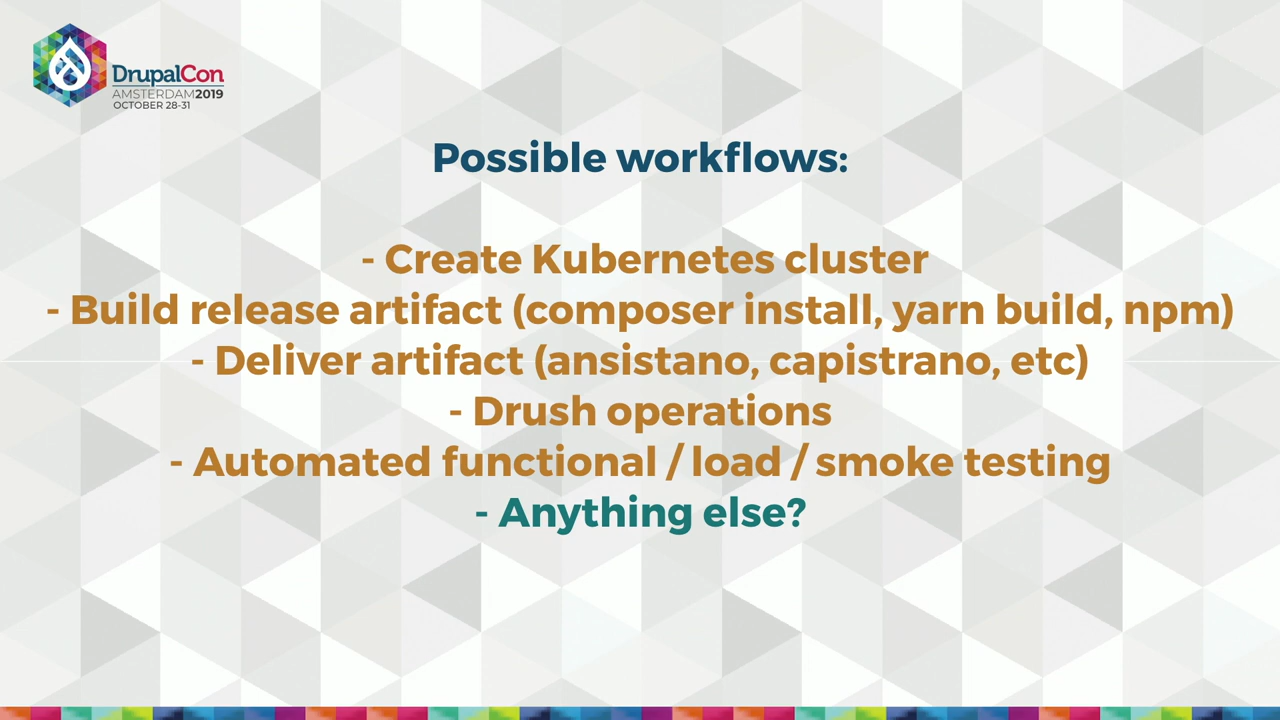 DrupalCon
AMSTERDAM2019
OCTOBER 28-31
Possible workflows:
- Create Kubernetes cluster
- Build release artifact (composer install, yarn build, npm)
- Deliver artifact (ansistano, capistrano, etc)
- Drush operations
- Automated functional / load / smoke testing
- Anything else?